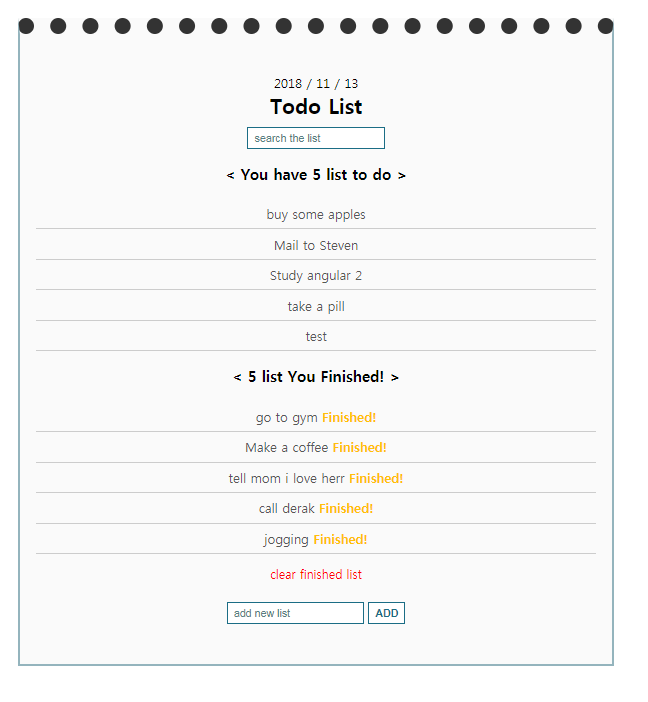 2018 / 11 / 13
Todo List
search the list
< You have 5 list to do >
buy some apples
Mail to Steven
Study angular 2
take a pill
test
< 5 list You Finished! >
go to gym Finished!
Make a coffee Finished!
tell mom i love herr Finished!
call derak Finished!
jogging Finished!
clear finished list
add new list ADD